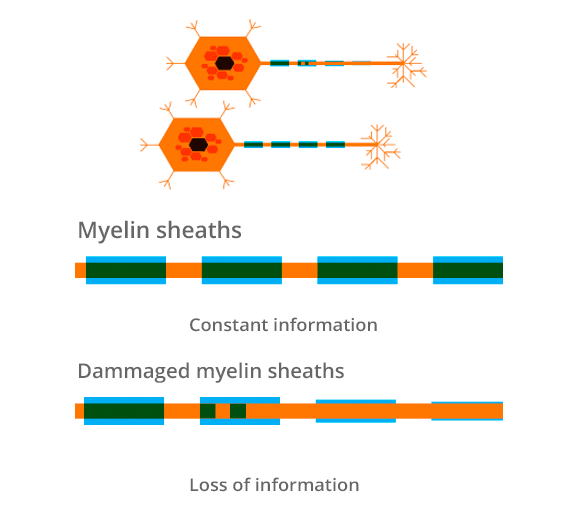 Myelin sheaths
Constant information
Dammaged myelin sheaths
Loss of information